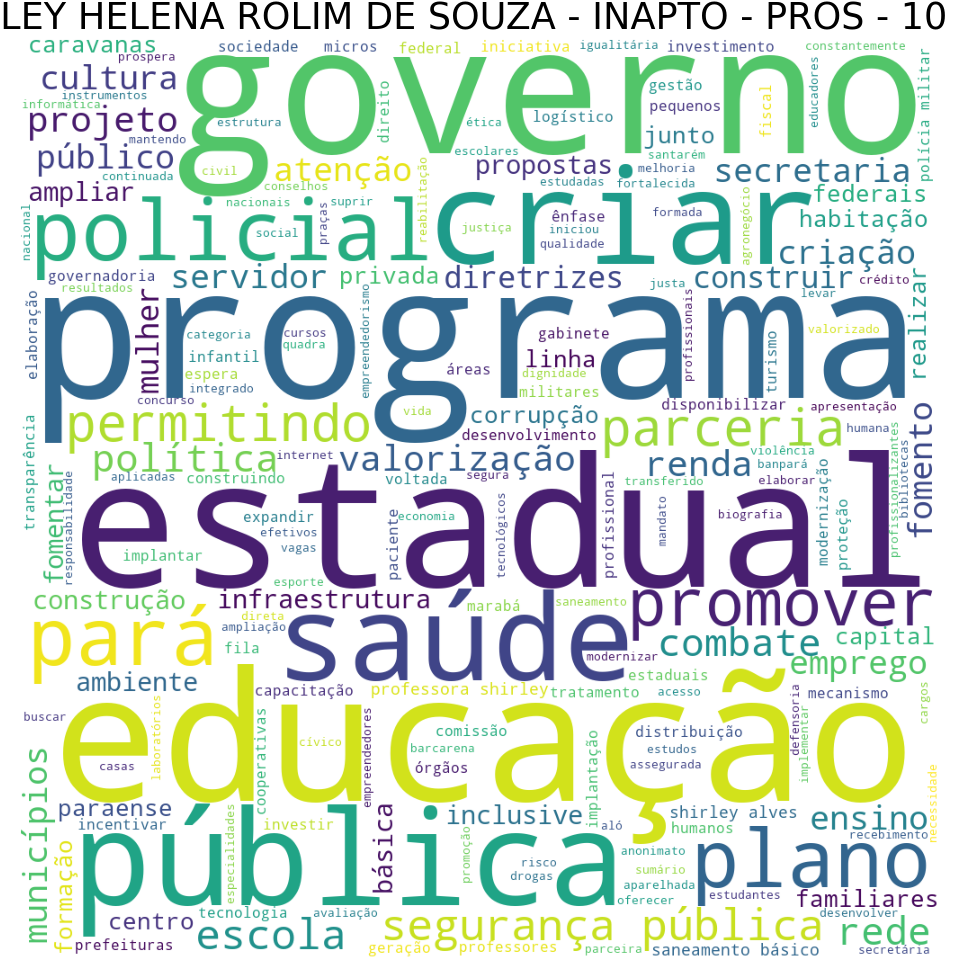 LEY HELENA ROLIM DE SOUZA - INAPTO - PROS - 10
caravanas
sociedade
micros
federal
iniciativa
igualitária
investimento
constantemente
prospera
cultura
governo
gestão
instrumentos
informática
pequenos
fiscal
educadores
polícia militar
projeto
estrutura
direito
ética
logístico
junto
mantendo
público
escolares
santarém
civil
atenção
propostas
melhoria
secretaria
continuada
ampliar
conselhos
reabilitação
estudadas
fortalecida
federais
nacionais
suprir
praças
criar
ênfase
formada
agronegócio
habitação
nacional
policial
social
justiça
iniciou
qualidade
criação
governadoria
servidor
privada
diretrizes
justa
construir
crédito
resultados
levar
realizar
elaboração
mulher
programa
categoria
cursos
quadra
empreendedorismo
gabinete
profissionais
turismo
valorizado
infantil
linha
espera
áreas
dignidade
integrado
militares
concurso
vida
corrupção
disponibilizar
apresentação
permitindo
desenvolvimento
parceria
humana
fomento
transparência
política
internet
valorização
violência
banpará
profissionalizantes
bibliotecas
renda
fomentar
responsabilidade
aplicadas
construindo
voltada
segura
transferido
elaborar
modernização
proteção
estadual
expandir
economia
tecnológicos
profissional
mandato
biografia
efetivos
vagas
paciente
implantar
esporte
construção
infraestrutura
marabá
saneamento
promover
direta
pará
ampliação
saúde
fila
combate
capital
modernizar
emprego
ambiente
capacitação
professora shirley
tratamento
estaduais
acesso
mecanismo
cargos
buscar
laboratórios
educação
cooperativas
cívico
empreendedores
comissão
distribuição
defensoria
implementar
barcarena
estudos
casas
órgãos
assegurada
necessidade
municípios
paraense
inclusive
implantação
shirley alves
ensino
incentivar
investir
aló
humanos
recebimento
pública
especialidades
básica
promoção
anonimato
plano
formação
risco
drogas
sumário
aparelhada
oferecer
estudantes
familiares
tecnologia
avaliação
desenvolver
centro
segurança pública
rede
escola
prefeituras
geração
professores
parceira
saneamento básico
secretária